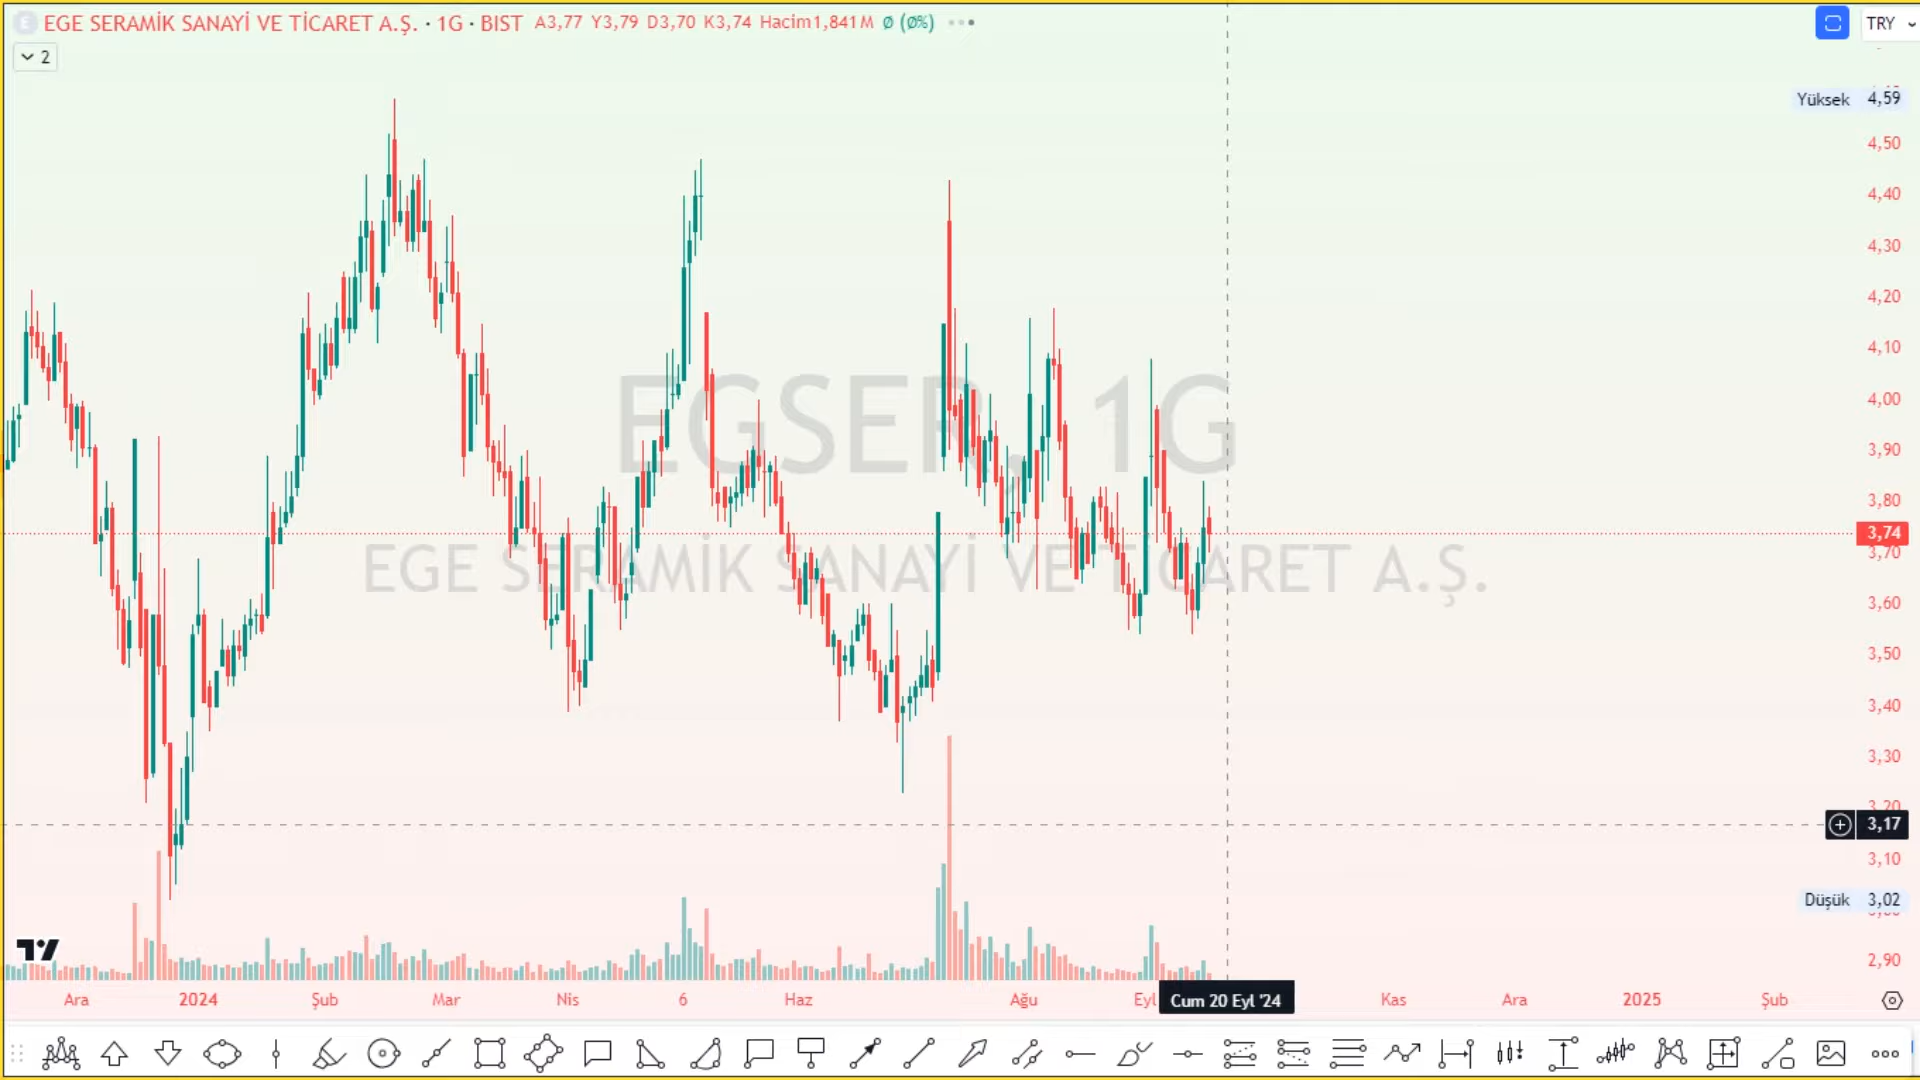 EGE SERAMİK SANAYİ VE TİCARET A.Ş. · 1G · BIST A3,77 Y3,79 D3,70 K3,74 Hacim1,841 M Ø (Ø%)
TRY
2
Yüksek 4,59
4,50
4,40
4,30
4,20
4,10
4,00
EGSER, 1G
3,90
3,80
3,74
3,70
EGE SERAMİK SANAYİ VE TİCARET A.Ş.
3,60
3,50
3,40
3,30
3,20
3,17
3,10
Düşük 3,02
2,90
Ara 2024 Şub Mar Nis 6 Haz Ağu Eyl Cum 20 Eyl '24 Kas Ara 2025 Şub